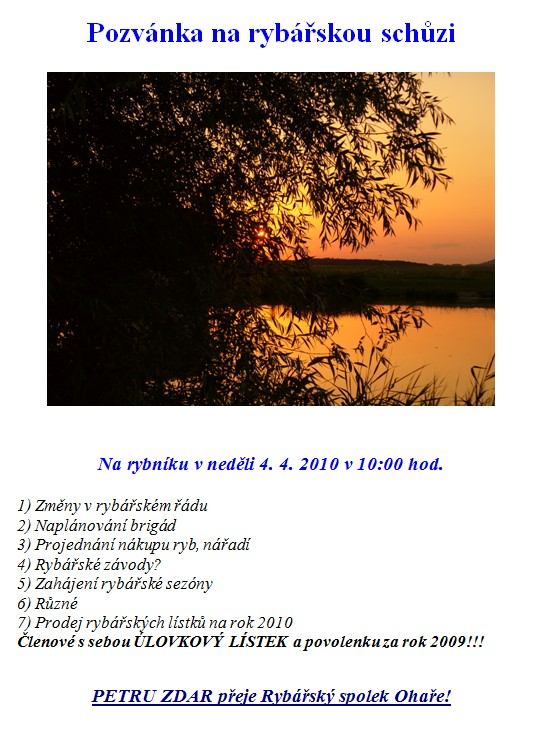 Pozvánka na rybářskou schůzi
Na rybníku v neděli 4. 4. 2010 v 10:00 hod.
1) Změny v rybářském řádu
2) Naplánování brigád
3) Projednání nákupu ryb, nářadí
4) Rybářské závody?
5) Zahájení rybářské sezóny
6) Různé
7) Prodej rybářských lístků na rok 2010
Členové s sebou ÚLOVKOVÝ LÍSTEK a povolenku za rok 2009!!!
PETRU ZDAR přeje Rybářský spolek Ohaře!